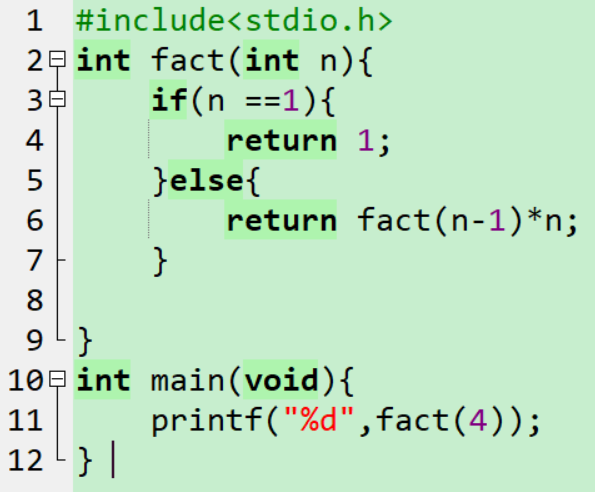 1 #include<stdio.h>
2 int fact(int n){
3     if(n ==1){
4         return 1;
5     }else{
6         return fact(n-1)*n;
7     }
8
9 }
10 int main(void){
11     printf("%d",fact(4));
12 }